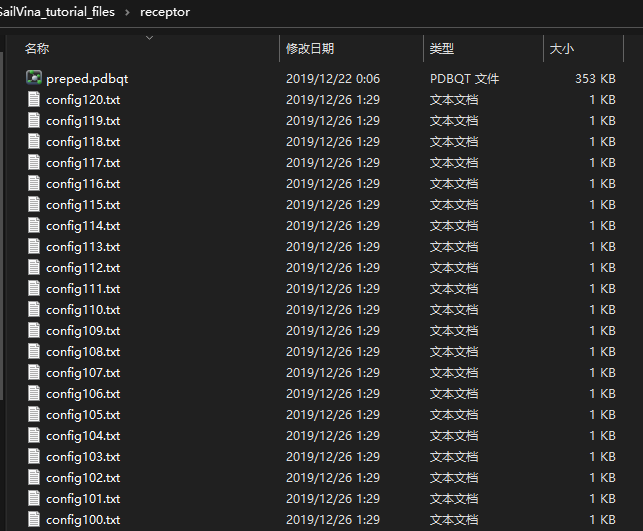 SailVina_tutorial_files > receptor
名称 修改日期 类型 大小
preped.pdbqt 2019/12/22 0:06 PDBQT 文件 353 KB
config120.txt 2019/12/26 1:29 文本文档 1 KB
config119.txt 2019/12/26 1:29 文本文档 1 KB
config118.txt 2019/12/26 1:29 文本文档 1 KB
config117.txt 2019/12/26 1:29 文本文档 1 KB
config116.txt 2019/12/26 1:29 文本文档 1 KB
config115.txt 2019/12/26 1:29 文本文档 1 KB
config114.txt 2019/12/26 1:29 文本文档 1 KB
config113.txt 2019/12/26 1:29 文本文档 1 KB
config112.txt 2019/12/26 1:29 文本文档 1 KB
config111.txt 2019/12/26 1:29 文本文档 1 KB
config110.txt 2019/12/26 1:29 文本文档 1 KB
config109.txt 2019/12/26 1:29 文本文档 1 KB
config108.txt 2019/12/26 1:29 文本文档 1 KB
config107.txt 2019/12/26 1:29 文本文档 1 KB
config106.txt 2019/12/26 1:29 文本文档 1 KB
config105.txt 2019/12/26 1:29 文本文档 1 KB
config104.txt 2019/12/26 1:29 文本文档 1 KB
config103.txt 2019/12/26 1:29 文本文档 1 KB
config102.txt 2019/12/26 1:29 文本文档 1 KB
config101.txt 2019/12/26 1:29 文本文档 1 KB
config100.txt 2019/12/26 1:29 文本文档 1 KB